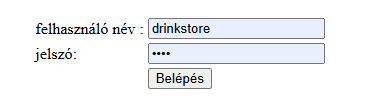 felhasználó név : drinkstore
jelszó: ••••
Belépés